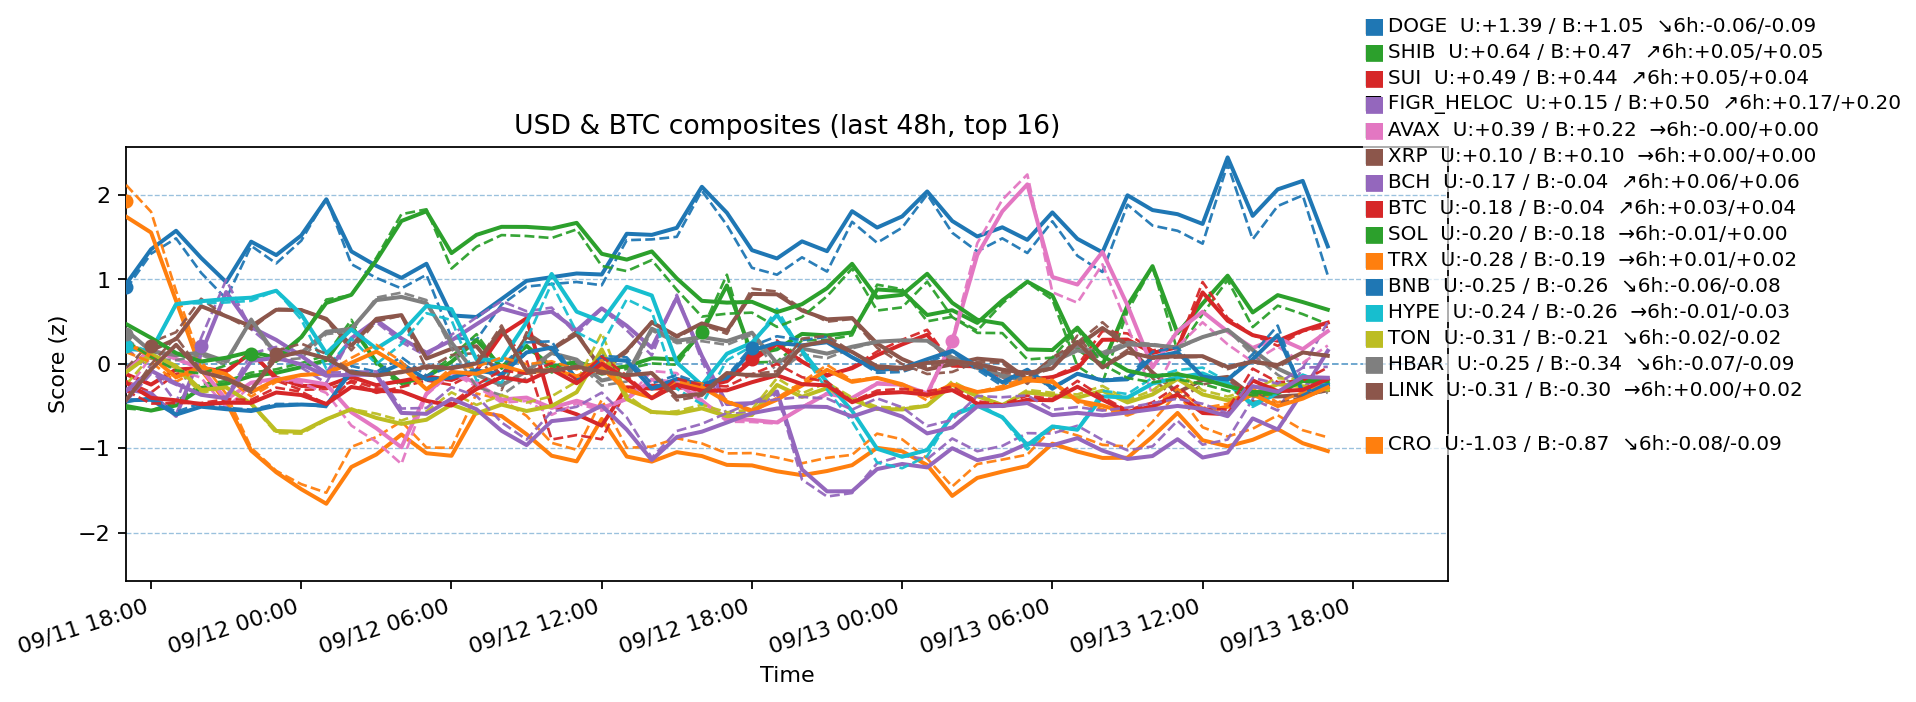 DOGE  U:+1.39 / B:+1.05  ↘6h:-0.06/-0.09
SHIB  U:+0.64 / B:+0.47  ↗6h:+0.05/+0.05
SUI  U:+0.49 / B:+0.44  ↗6h:+0.05/+0.04
FIGR_HELOC  U:+0.15 / B:+0.50  ↗6h:+0.17/+0.20
AVAX  U:+0.39 / B:+0.22  →6h:-0.00/+0.00
XRP  U:+0.10 / B:+0.10  →6h:+0.00/+0.00
BCH  U:-0.17 / B:-0.04  ↗6h:+0.06/+0.06
BTC  U:-0.18 / B:-0.04  ↗6h:+0.03/+0.04
SOL  U:-0.20 / B:-0.18  →6h:-0.01/+0.00
TRX  U:-0.28 / B:-0.19  →6h:+0.01/+0.02
BNB  U:-0.25 / B:-0.26  ↘6h:-0.06/-0.08
HYPE  U:-0.24 / B:-0.26  →6h:-0.01/-0.03
TON  U:-0.31 / B:-0.21  ↘6h:-0.02/-0.02
HBAR  U:-0.25 / B:-0.34  ↘6h:-0.07/-0.09
LINK  U:-0.31 / B:-0.30  →6h:+0.00/+0.02
CRO  U:-1.03 / B:-0.87  ↘6h:-0.08/-0.09
USD & BTC composites (last 48h, top 16)
Score (z)
2
1
0
−1
−2
09/11 18:00
09/12 00:00
09/12 06:00
09/12 12:00
09/12 18:00
09/13 00:00
09/13 06:00
09/13 12:00
09/13 18:00
Time